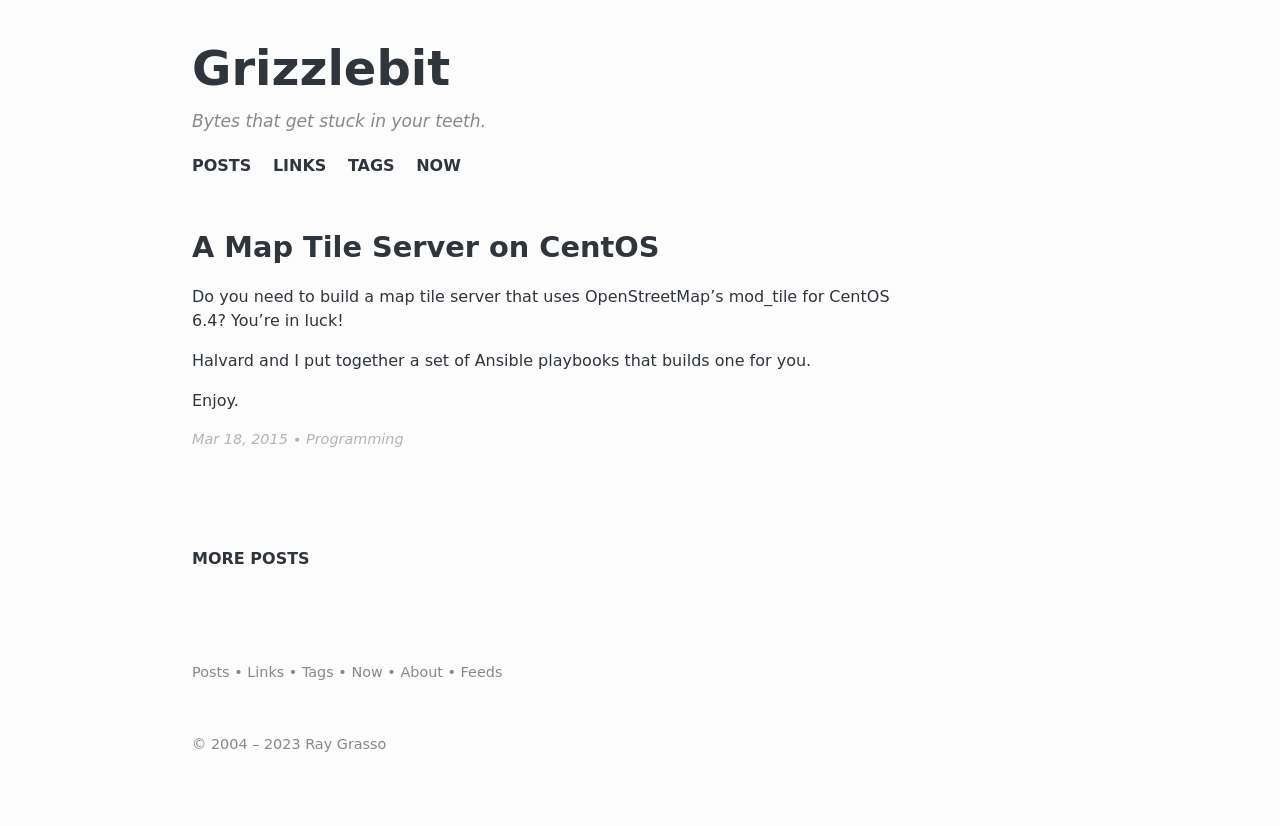 Grizzlebit
Bytes that get stuck in your teeth.
POSTS LINKS TAGS NOW
A Map Tile Server on CentOS
Do you need to build a map tile server that uses OpenStreetMap’s mod_tile for CentOS
6.4? You’re in luck!
Halvard and I put together a set of Ansible playbooks that builds one for you.
Enjoy.
Mar 18, 2015 • Programming
MORE POSTS
Posts • Links • Tags • Now • About • Feeds
© 2004 – 2023 Ray Grasso